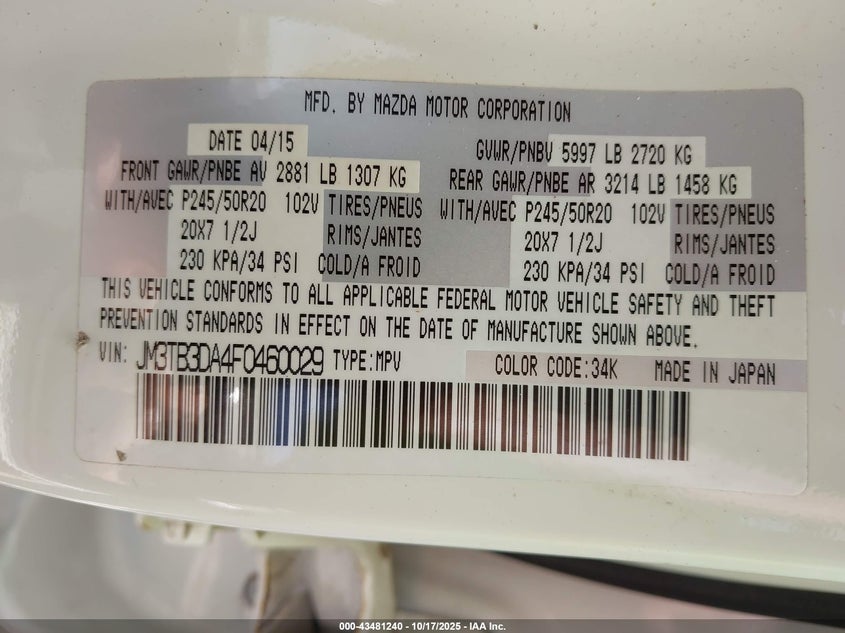 MFD. BY MAZDA MOTOR CORPORATION
DATE 04/15 GVWR/PNBV 5997 LB 2720 KG
FRONT GAWR/PNBE AV 2881 LB 1307 KG REAR GAWR/PNBE AR 3214 LB 1458 KG
WITH/AVEC P245/50R20 102V TIRES/PNEUS WITH/AVEC P245/50R20 102V TIRES/PNEUS
20X7 1/2J RIMS/JANTES 20X7 1/2J RIMS/JANTES
230 KPA/34 PSI COLD/A FROID 230 KPA/34 PSI COLD/A FROID
THIS VEHICLE CONFORMS TO ALL APPLICABLE FEDERAL MOTOR VEHICLE SAFETY AND THEFT
PREVENTION STANDARDS IN EFFECT ON THE DATE OF MANUFACTURE SHOWN ABOVE.
VIN: JM3TB3DA4F0460029 TYPE:MPV COLOR CODE:34K MADE IN JAPAN
000-43481240 - 10/17/2025 - IAA Inc.